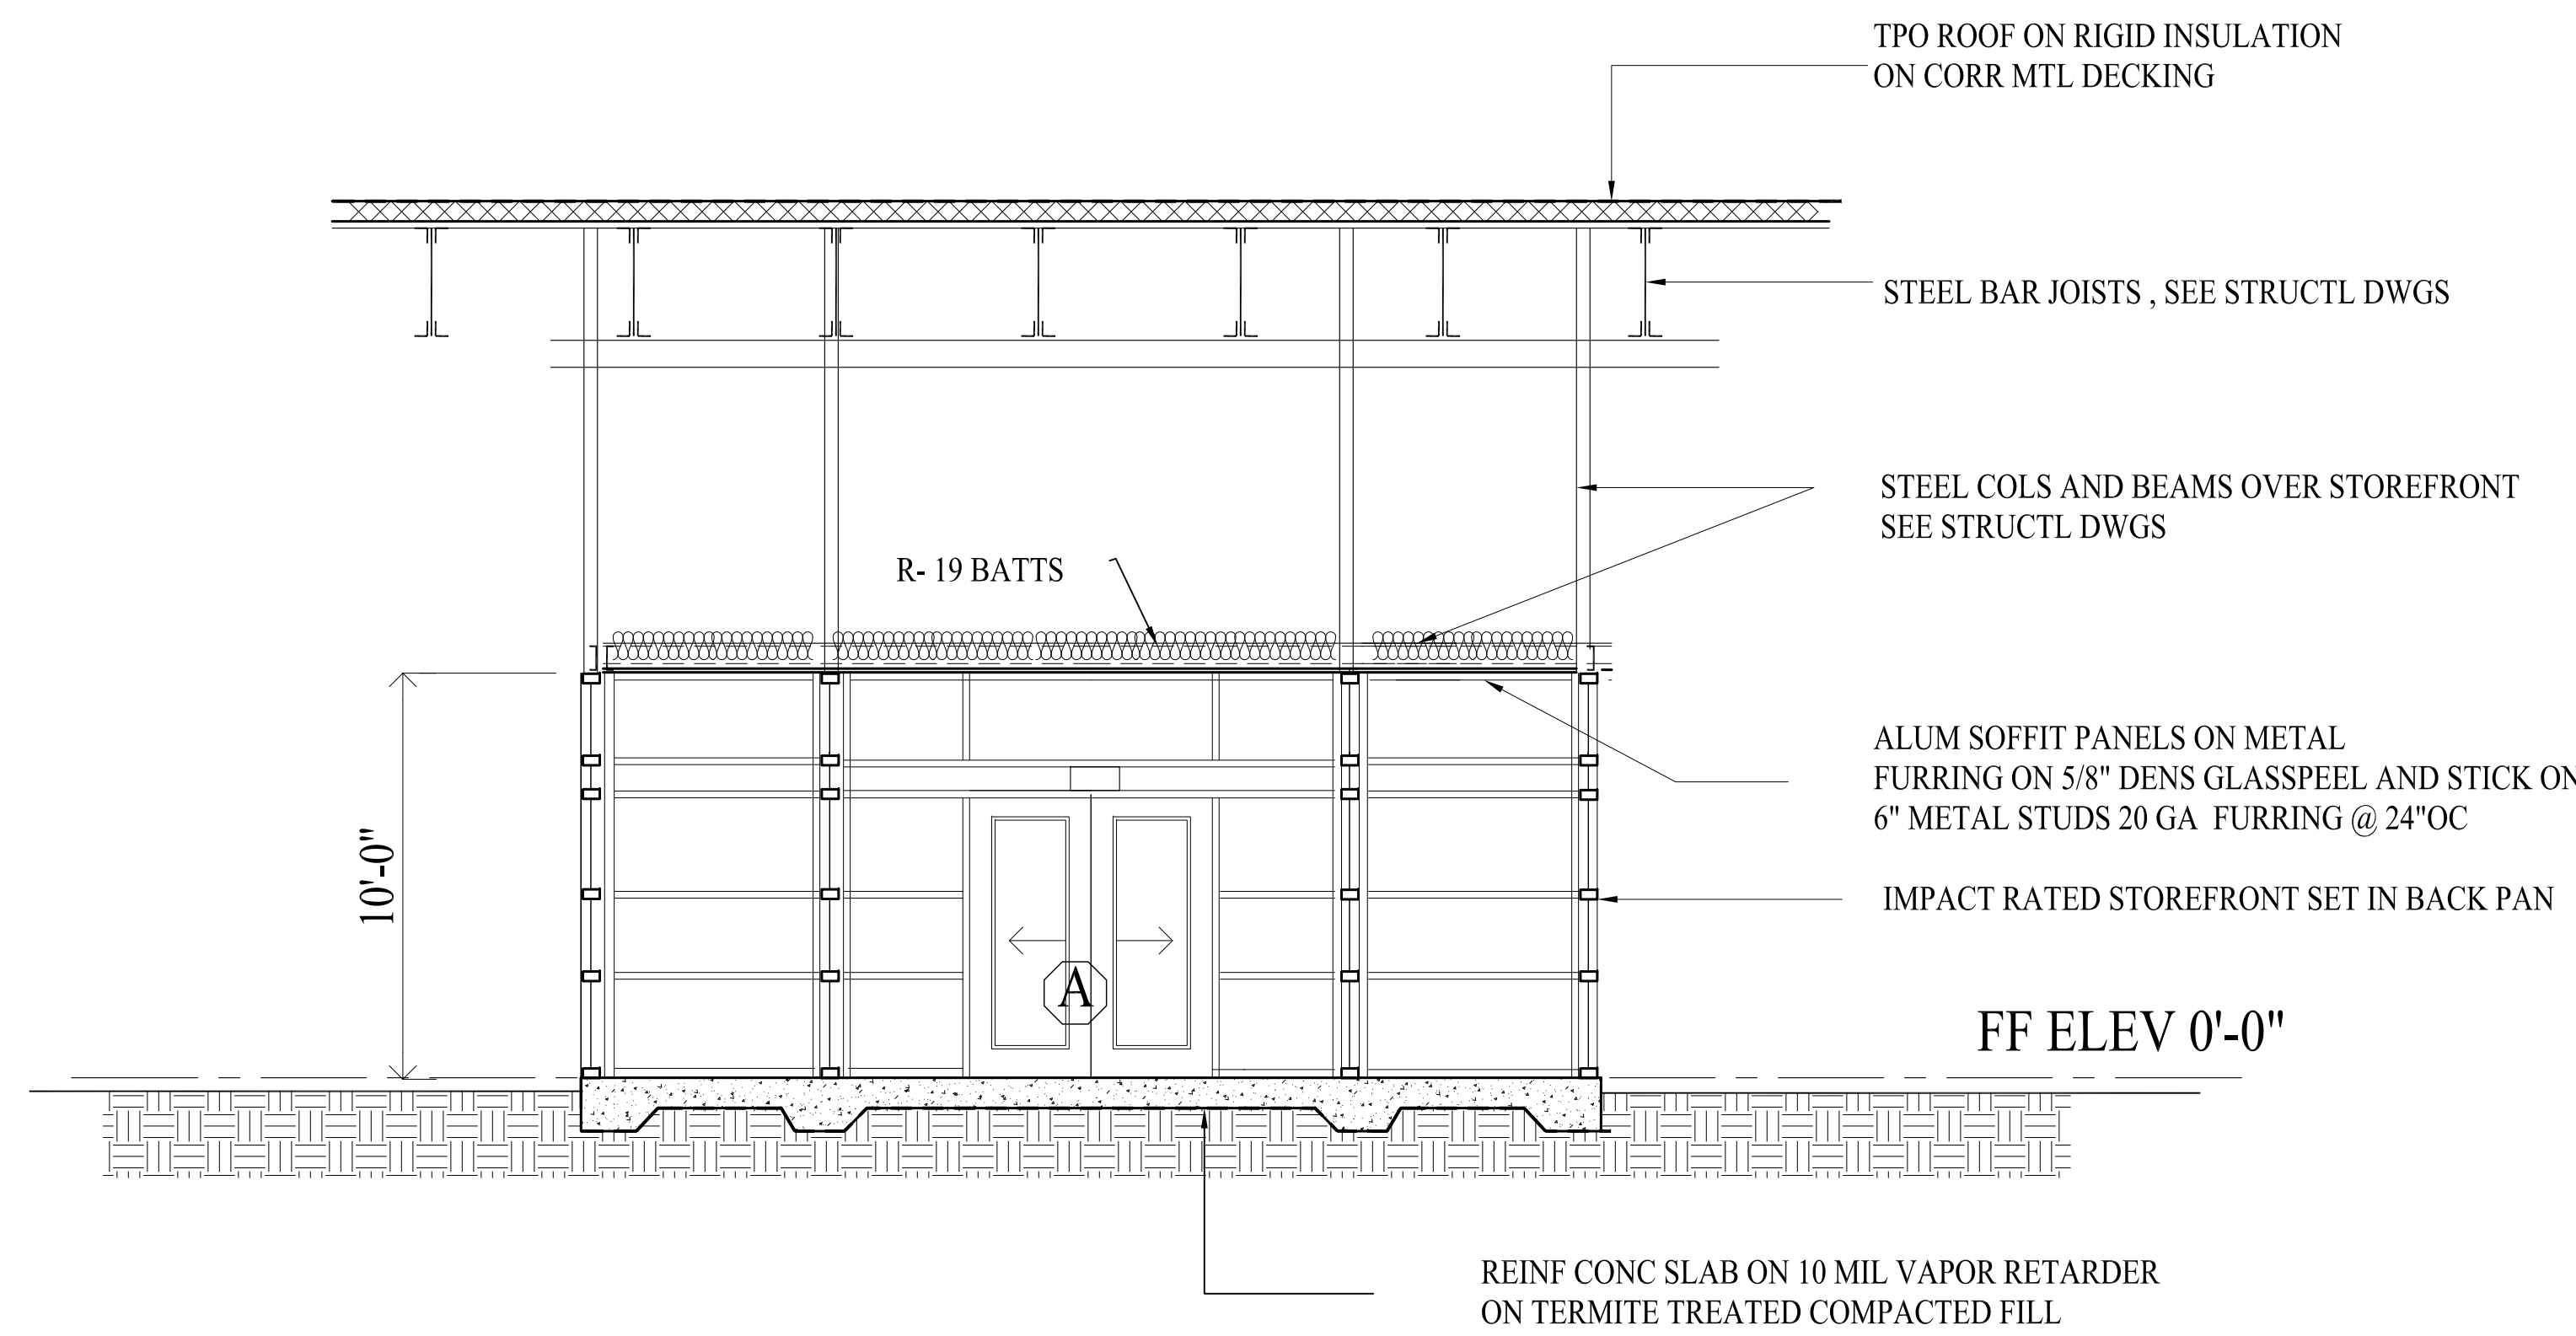 TPO ROOF ON RIGID INSULATION
ON CORR MTL DECKING
STEEL BAR JOISTS , SEE STRUCTL DWGS
STEEL COLS AND BEAMS OVER STOREFRONT
SEE STRUCTL DWGS
R- 19 BATTS
ALUM SOFFIT PANELS ON METAL
FURRING ON 5/8" DENS GLASSPEEL AND STICK ON
6" METAL STUDS 20 GA FURRING @ 24"OC
10'-0"
IMPACT RATED STOREFRONT SET IN BACK PAN
A
FF ELEV 0'-0"
REINF CONC SLAB ON 10 MIL VAPOR RETARDER
ON TERMITE TREATED COMPACTED FILL